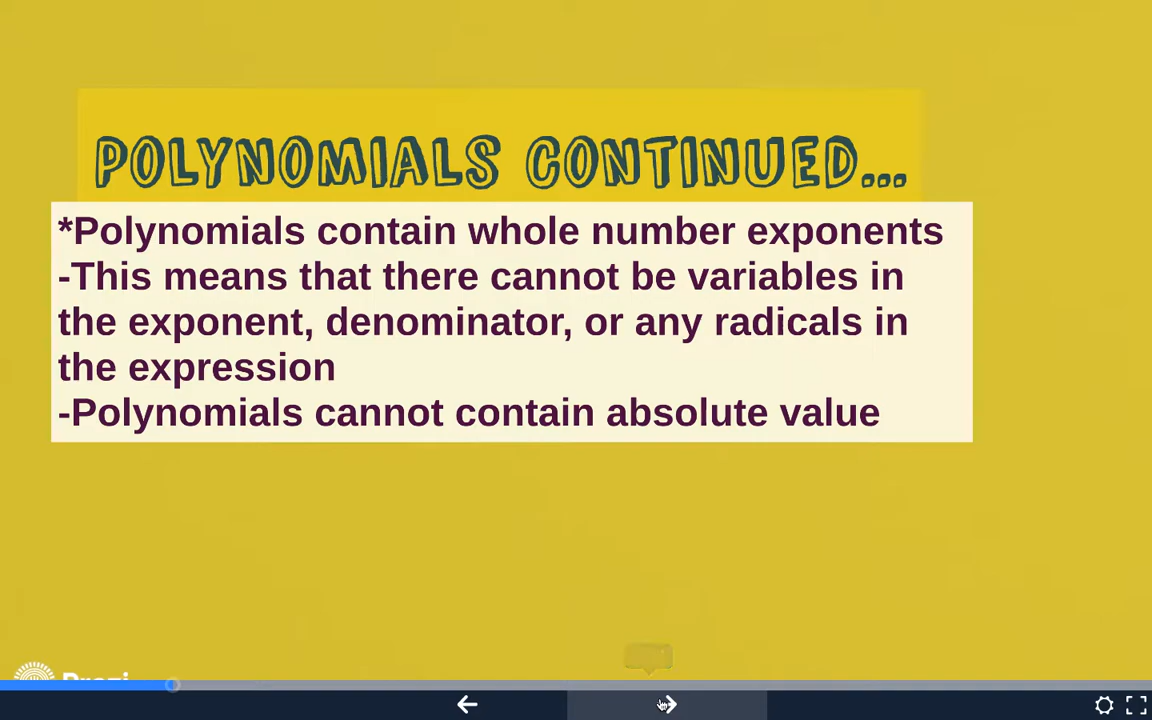 POLYNOMIALS CONTINUED...
*Polynomials contain whole number exponents
-This means that there cannot be variables in
the exponent, denominator, or any radicals in
the expression
-Polynomials cannot contain absolute value
Prezi